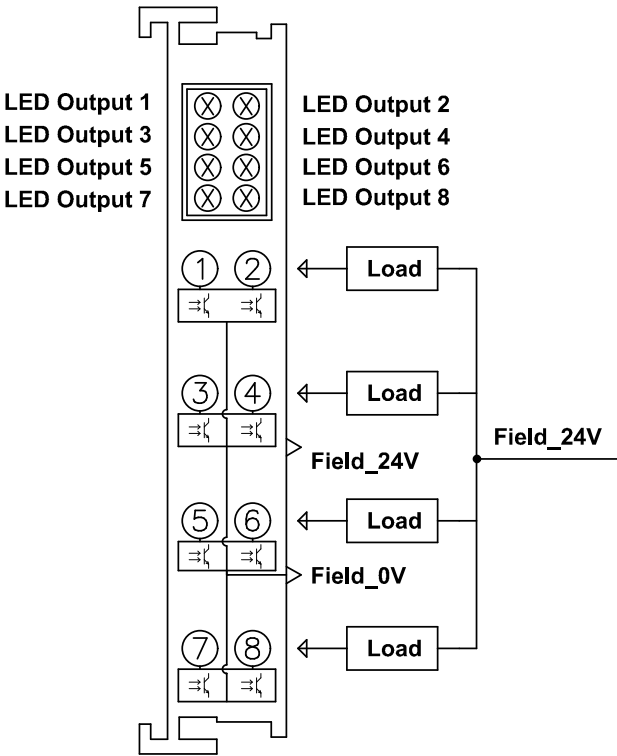 LED Output 1 LED Output 2
LED Output 3 LED Output 4
LED Output 5 LED Output 6
LED Output 7 LED Output 8
1 2 Load
3 4 Load
Field_24V
Field_24V
5 6 Load
Field_0V
7 8 Load